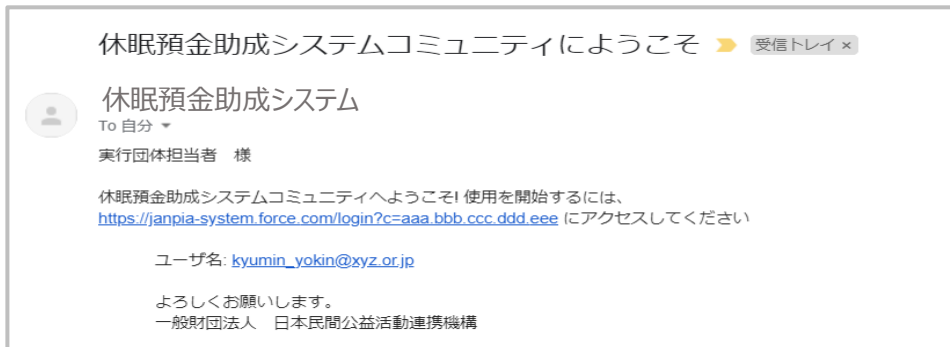 休眠預金助成システムコミュニティにようこそ 受信トレイ ×
休眠預金助成システム
To 自分
実行団体担当者 様
休眠預金助成システムコミュニティへようこそ! 使用を開始するには、
https://janpia-system.force.com/login?c=aaa.bbb.ccc.ddd.eee にアクセスしてください
ユーザ名: kyumin_yokin@xyz.or.jp
よろしくお願いします。
一般財団法人 日本民間公益活動連携機構